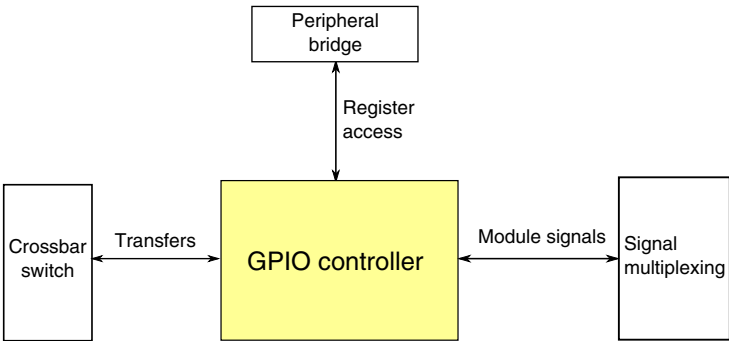 Peripheral
bridge
Register
access
Crossbar
switch
Transfers
GPIO controller
Module signals
Signal
multiplexing